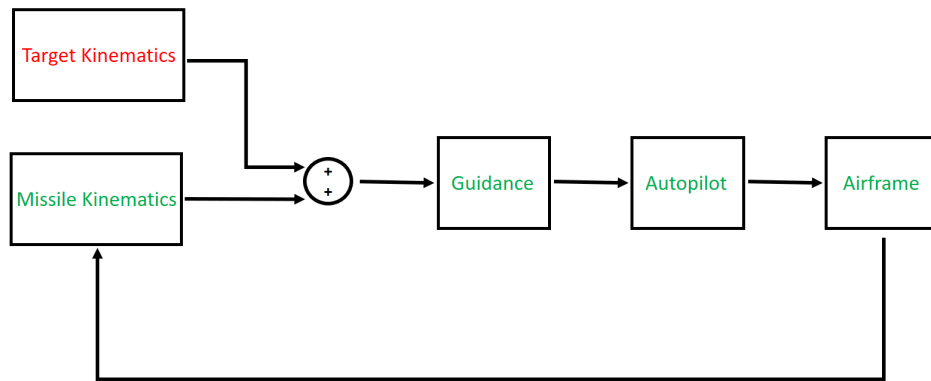 Target Kinematics
Missile Kinematics
+
+
Guidance
Autopilot
Airframe